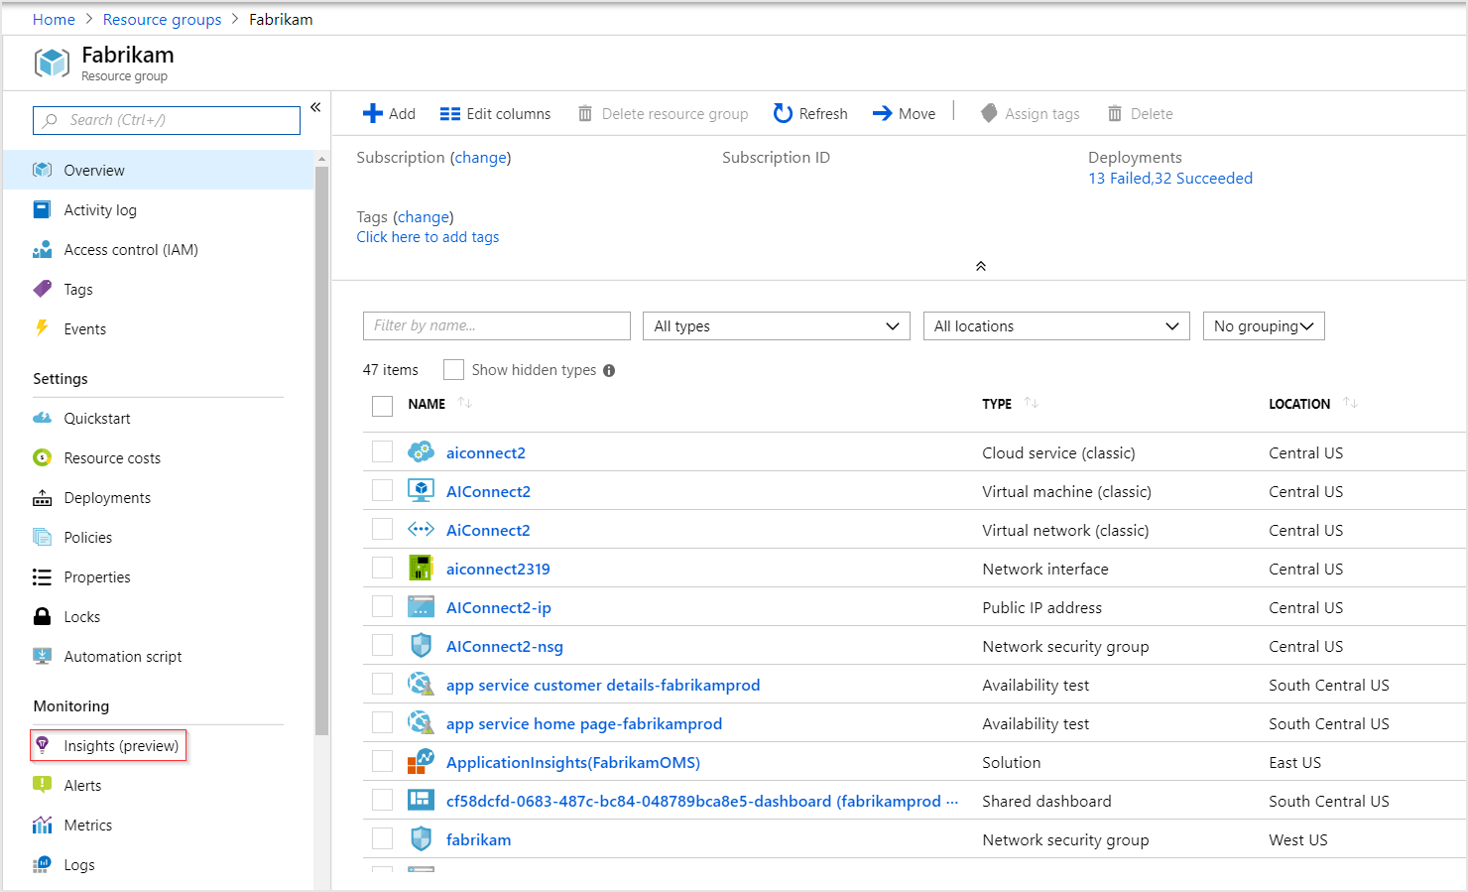 Home > Resource groups > Fabrikam
Fabrikam
Resource group
Search (Ctrl+/)
«
Overview
Activity log
Access control (IAM)
Tags
Events
Settings
Quickstart
Resource costs
Deployments
Policies
Properties
Locks
Automation script
Monitoring
Insights (preview)
Alerts
Metrics
Logs
Add Edit columns Delete resource group Refresh Move Assign tags Delete
Subscription (change) Subscription ID Deployments
13 Failed,32 Succeeded
Tags (change)
Click here to add tags
Filter by name... All types All locations No grouping
47 items Show hidden types
NAME TYPE LOCATION
aiconnect2 Cloud service (classic) Central US
AIConnect2 Virtual machine (classic) Central US
AiConnect2 Virtual network (classic) Central US
aiconnect2319 Network interface Central US
AIConnect2-ip Public IP address Central US
AIConnect2-nsg Network security group Central US
app service customer details-fabrikamprod Availability test South Central US
app service home page-fabrikamprod Availability test South Central US
ApplicationInsights(FabrikamOMS) Solution East US
cf58dcfd-0683-487c-bc84-048789bca8e5-dashboard (fabrikamprod ··· Shared dashboard South Central US
fabrikam Network security group West US